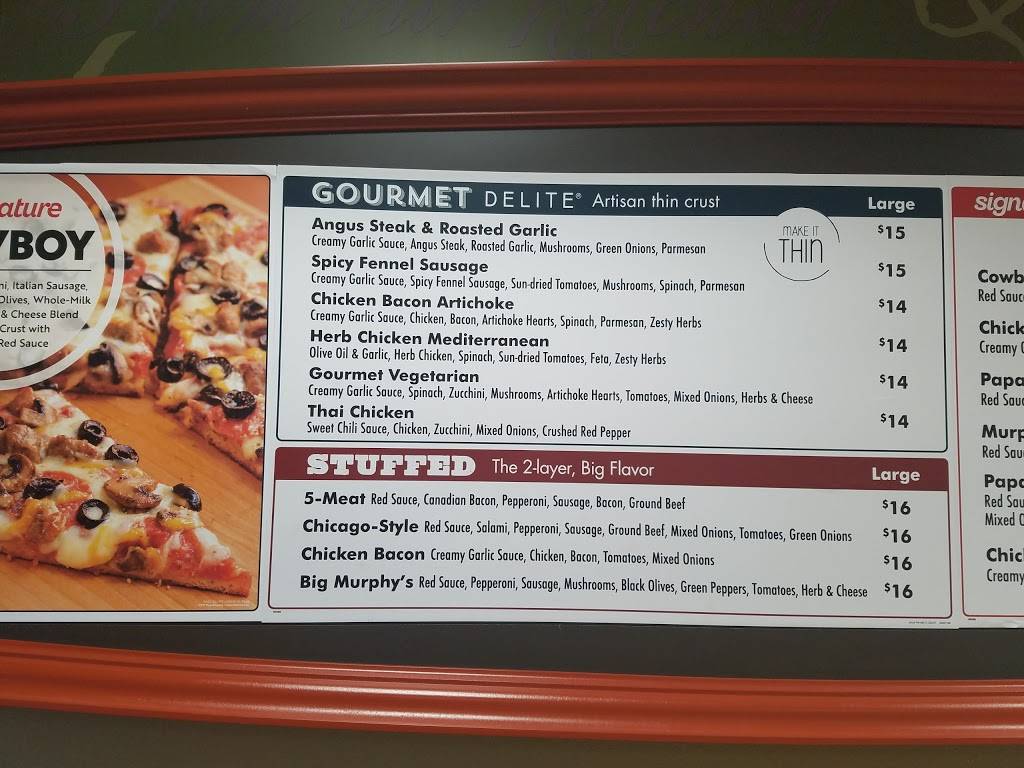 ature
YBOY
ni, Italian Sausage,
Olives, Whole-Milk
& Cheese Blend
Crust with
Red Sauce
GOURMET DELITE® Artisan thin crust Large
MAKE IT
THIN
Angus Steak & Roasted Garlic $15
Creamy Garlic Sauce, Angus Steak, Roasted Garlic, Mushrooms, Green Onions, Parmesan
Spicy Fennel Sausage $15
Creamy Garlic Sauce, Spicy Fennel Sausage, Sun-dried Tomatoes, Mushrooms, Spinach, Parmesan
Chicken Bacon Artichoke $14
Creamy Garlic Sauce, Chicken, Bacon, Artichoke Hearts, Spinach, Parmesan, Zesty Herbs
Herb Chicken Mediterranean $14
Olive Oil & Garlic, Herb Chicken, Spinach, Sun-dried Tomatoes, Feta, Zesty Herbs
Gourmet Vegetarian $14
Creamy Garlic Sauce, Spinach, Zucchini, Mushrooms, Artichoke Hearts, Tomatoes, Mixed Onions, Herbs & Cheese
Thai Chicken $14
Sweet Chili Sauce, Chicken, Zucchini, Mixed Onions, Crushed Red Pepper
STUFFED The 2-layer, Big Flavor Large
5-Meat Red Sauce, Canadian Bacon, Pepperoni, Sausage, Bacon, Ground Beef $16
Chicago-Style Red Sauce, Salami, Pepperoni, Sausage, Ground Beef, Mixed Onions, Tomatoes, Green Onions $16
Chicken Bacon Creamy Garlic Sauce, Chicken, Bacon, Tomatoes, Mixed Onions $16
Big Murphy's Red Sauce, Pepperoni, Sausage, Mushrooms, Black Olives, Green Peppers, Tomatoes, Herb & Cheese $16
sign
Cowb
Red Sauc
Chick
Creamy
Papa
Red Sau
Murp
Red Sau
Papa
Red Sau
Mixed
Chic
Creamy